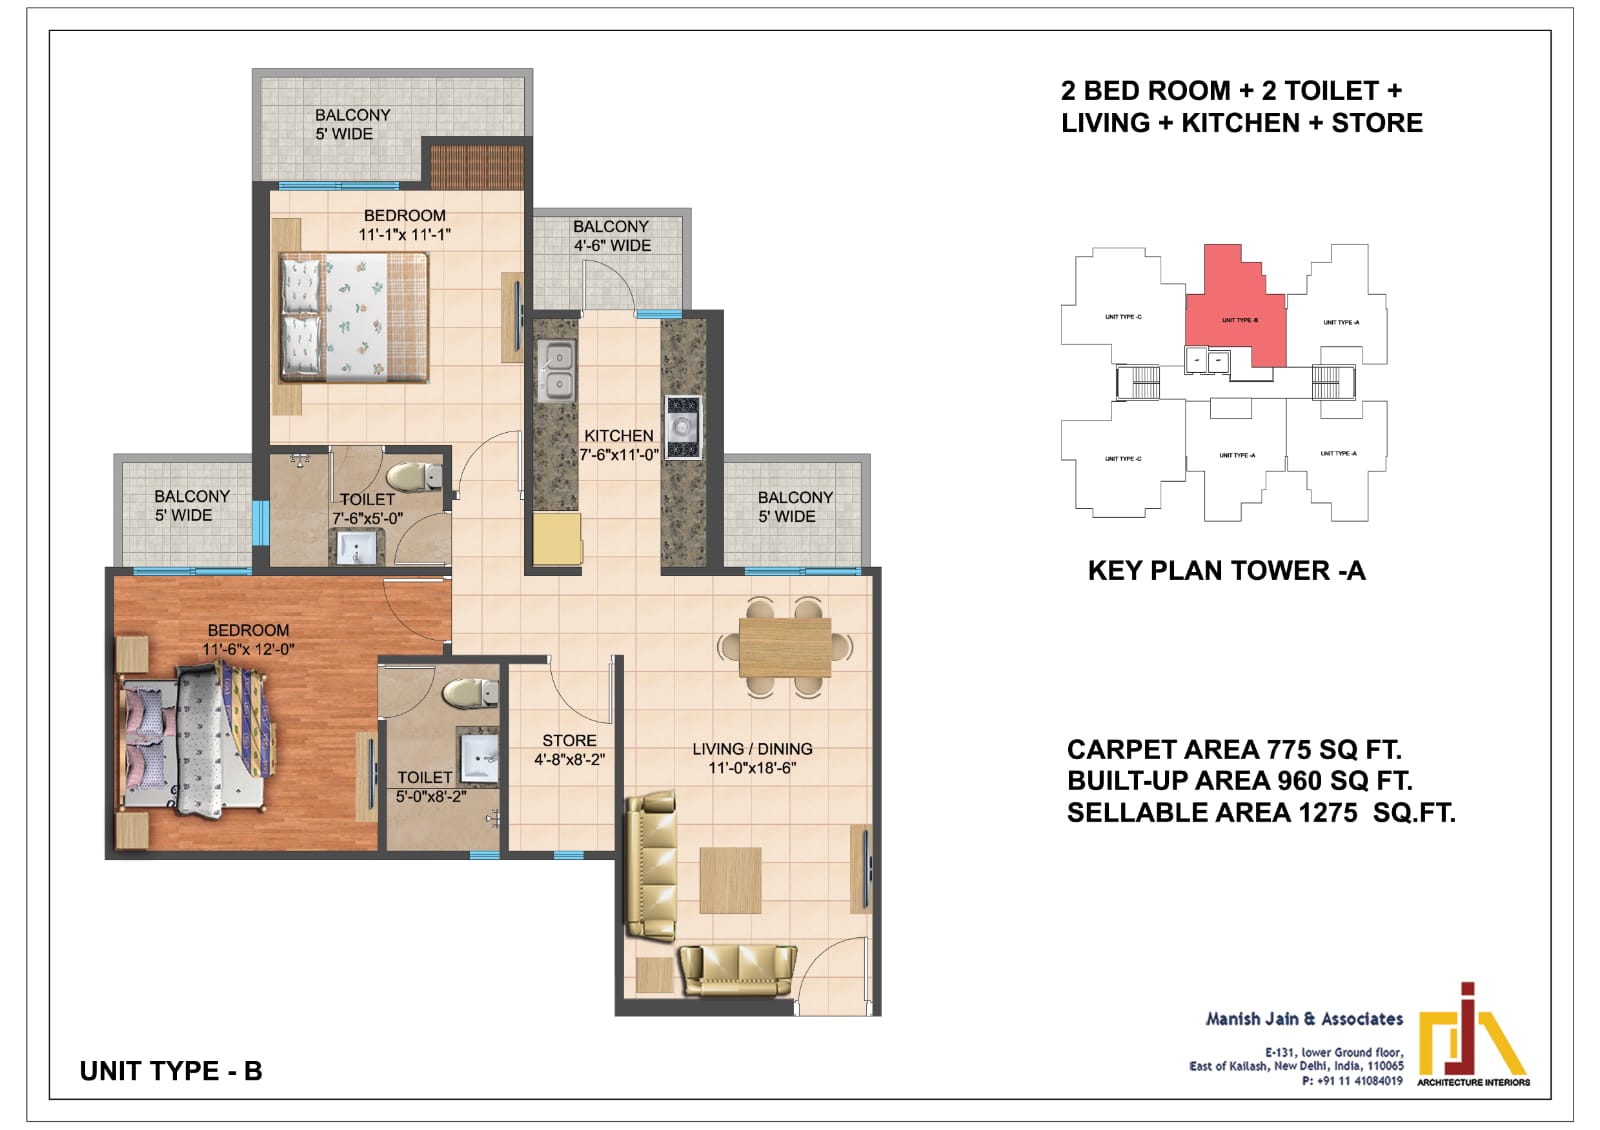 BALCONY
5' WIDE
BEDROOM
11'-1"x 11'-1"
BALCONY
4'-6" WIDE
KITCHEN
7'-6"x11'-0"
TOILET
7'-6"x5'-0"
BALCONY
5' WIDE
BALCONY
5' WIDE
BEDROOM
11'-6"x 12'-0"
TOILET
5'-0"x8'-2"
STORE
4'-8"x8'-2"
LIVING / DINING
11'-0"x18'-6"
UNIT TYPE - B
2 BED ROOM + 2 TOILET +
LIVING + KITCHEN + STORE
UNIT TYPE -C
UNIT TYPE -B
UNIT TYPE -A
UNIT TYPE -C
UNIT TYPE -A
UNIT TYPE -A
KEY PLAN TOWER -A
CARPET AREA 775 SQ FT.
BUILT-UP AREA 960 SQ FT.
SELLABLE AREA 1275  SQ.FT.
Manish Jain & Associates
E-131, lower Ground floor,
East of Kailash, New Delhi, India, 110065
P: +91 11 41084019
ARCHITECTURE INTERIORS